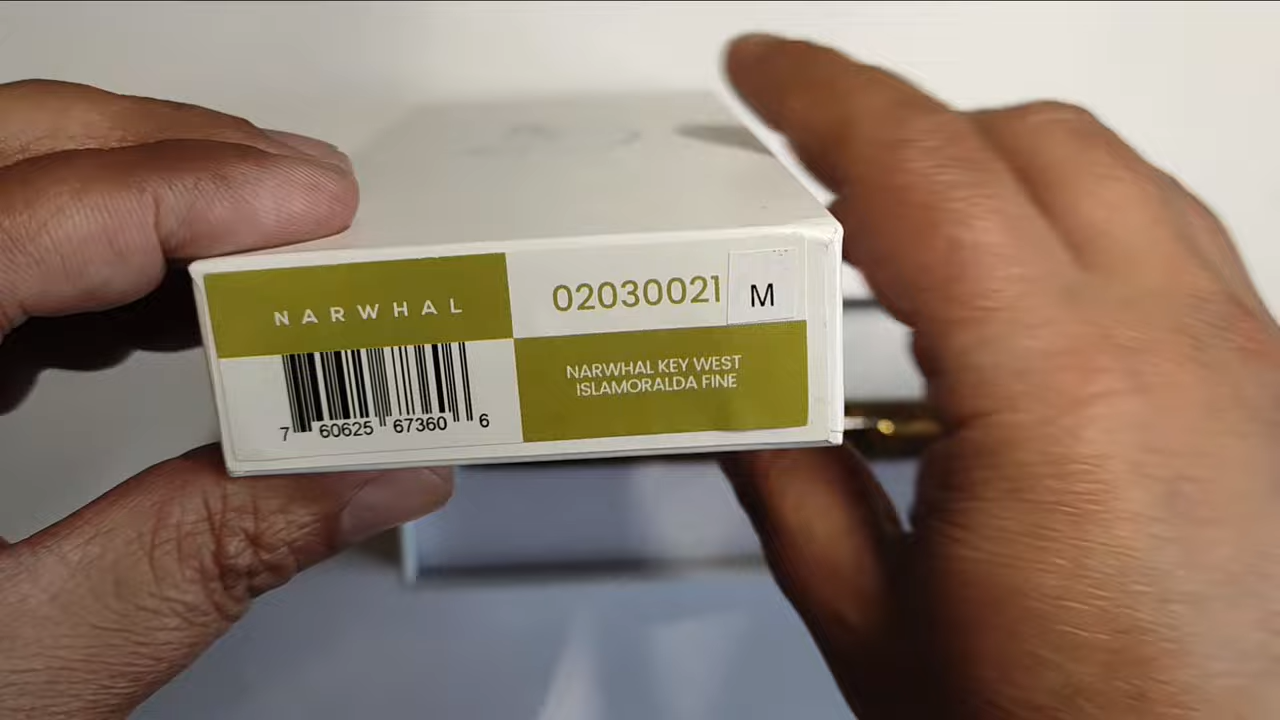 NARWHAL
02030021
M
NARWHAL KEY WEST
ISLAMORALDA FINE
7 60625 67360 6